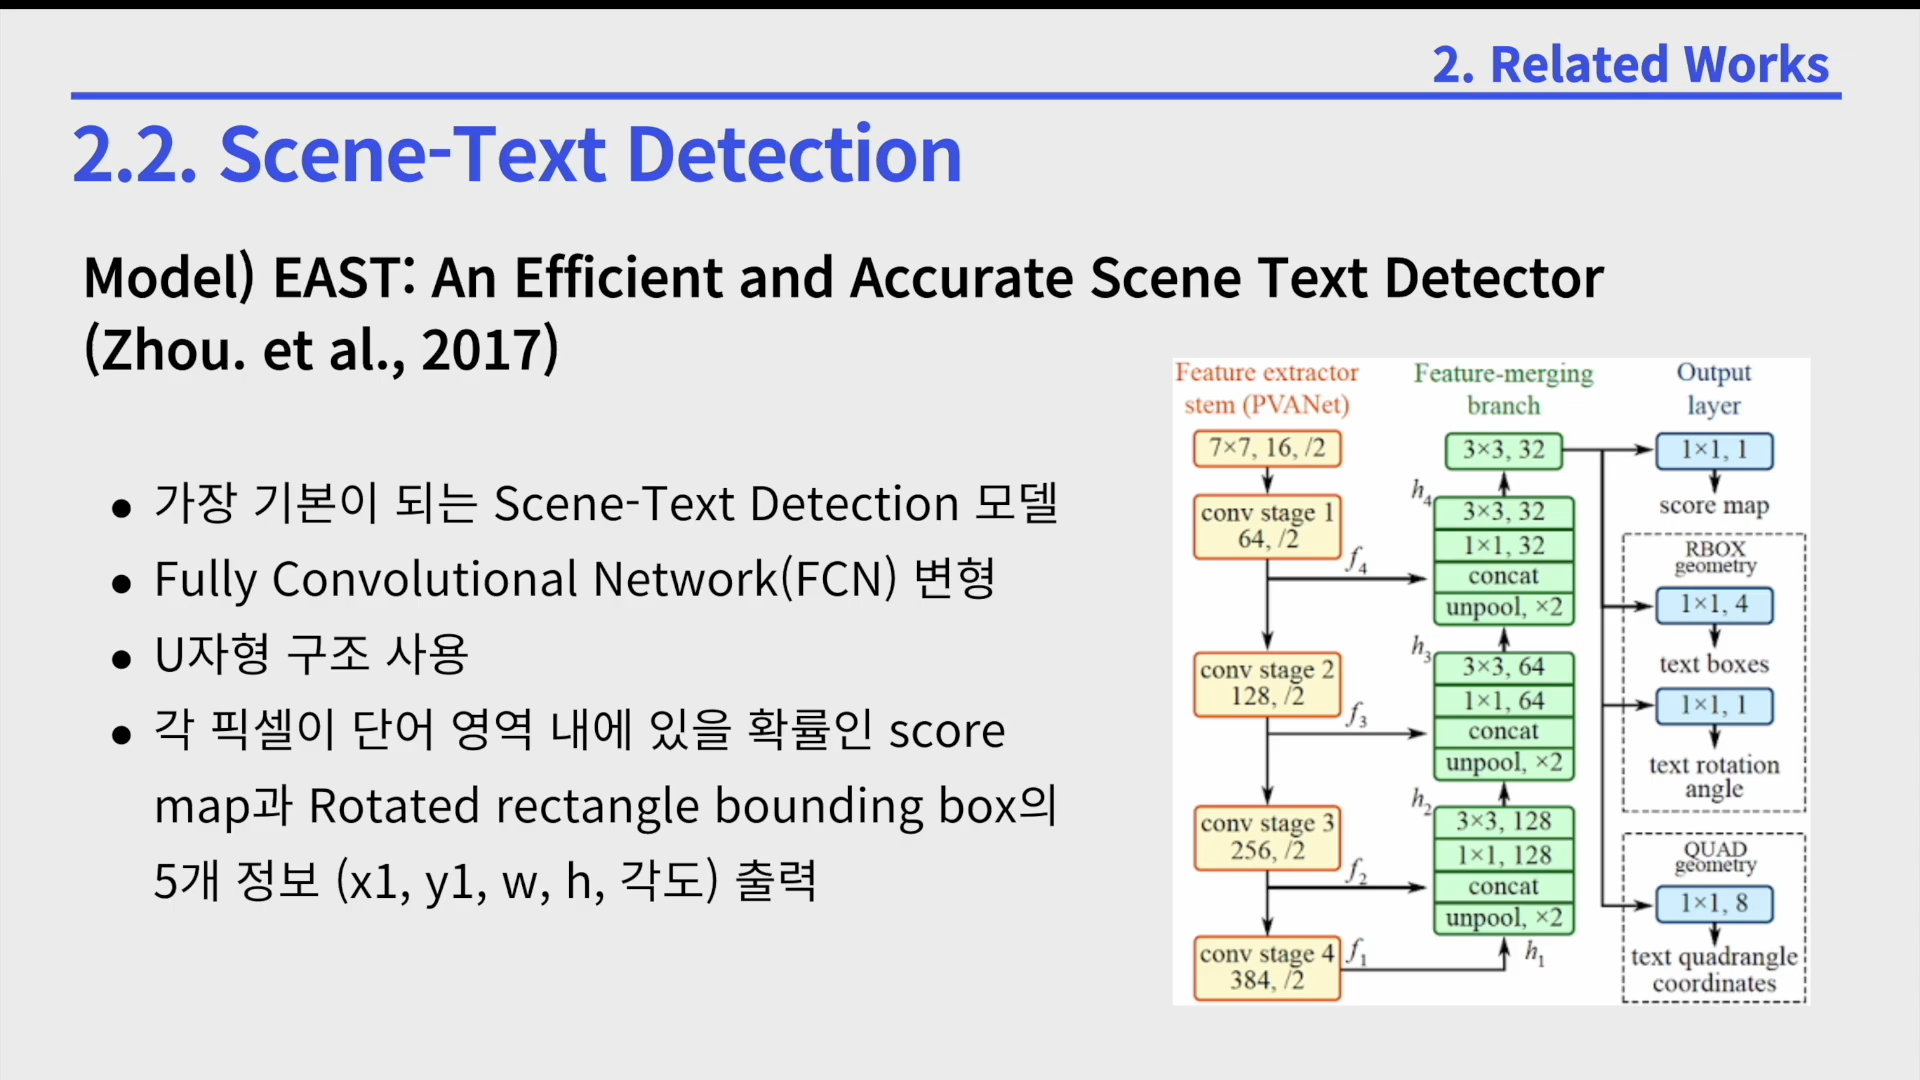 2. Related Works
2.2. Scene-Text Detection
Model) EAST: An Efficient and Accurate Scene Text Detector
(Zhou. et al., 2017)
● 가장 기본이 되는 Scene-Text Detection 모델
● Fully Convolutional Network(FCN) 변형
● U자형 구조 사용
● 각 픽셀이 단어 영역 내에 있을 확률인 score
map과 Rotated rectangle bounding box의
5개 정보 (x1, y1, w, h, 각도) 출력
Feature extractor
stem (PVANet)
7×7, 16, /2
conv stage 1
64, /2
f4
conv stage 2
128, /2
f3
conv stage 3
256, /2
f2
conv stage 4
384, /2
f1
Feature-merging
branch
3×3, 32
h4
3×3, 32
1×1, 32
concat
unpool, ×2
h3
3×3, 64
1×1, 64
concat
unpool, ×2
h2
3×3, 128
1×1, 128
concat
unpool, ×2
h1
Output
layer
1×1, 1
score map
RBOX
geometry
1×1, 4
text boxes
1×1, 1
text rotation
angle
QUAD
geometry
1×1, 8
text quadrangle
coordinates